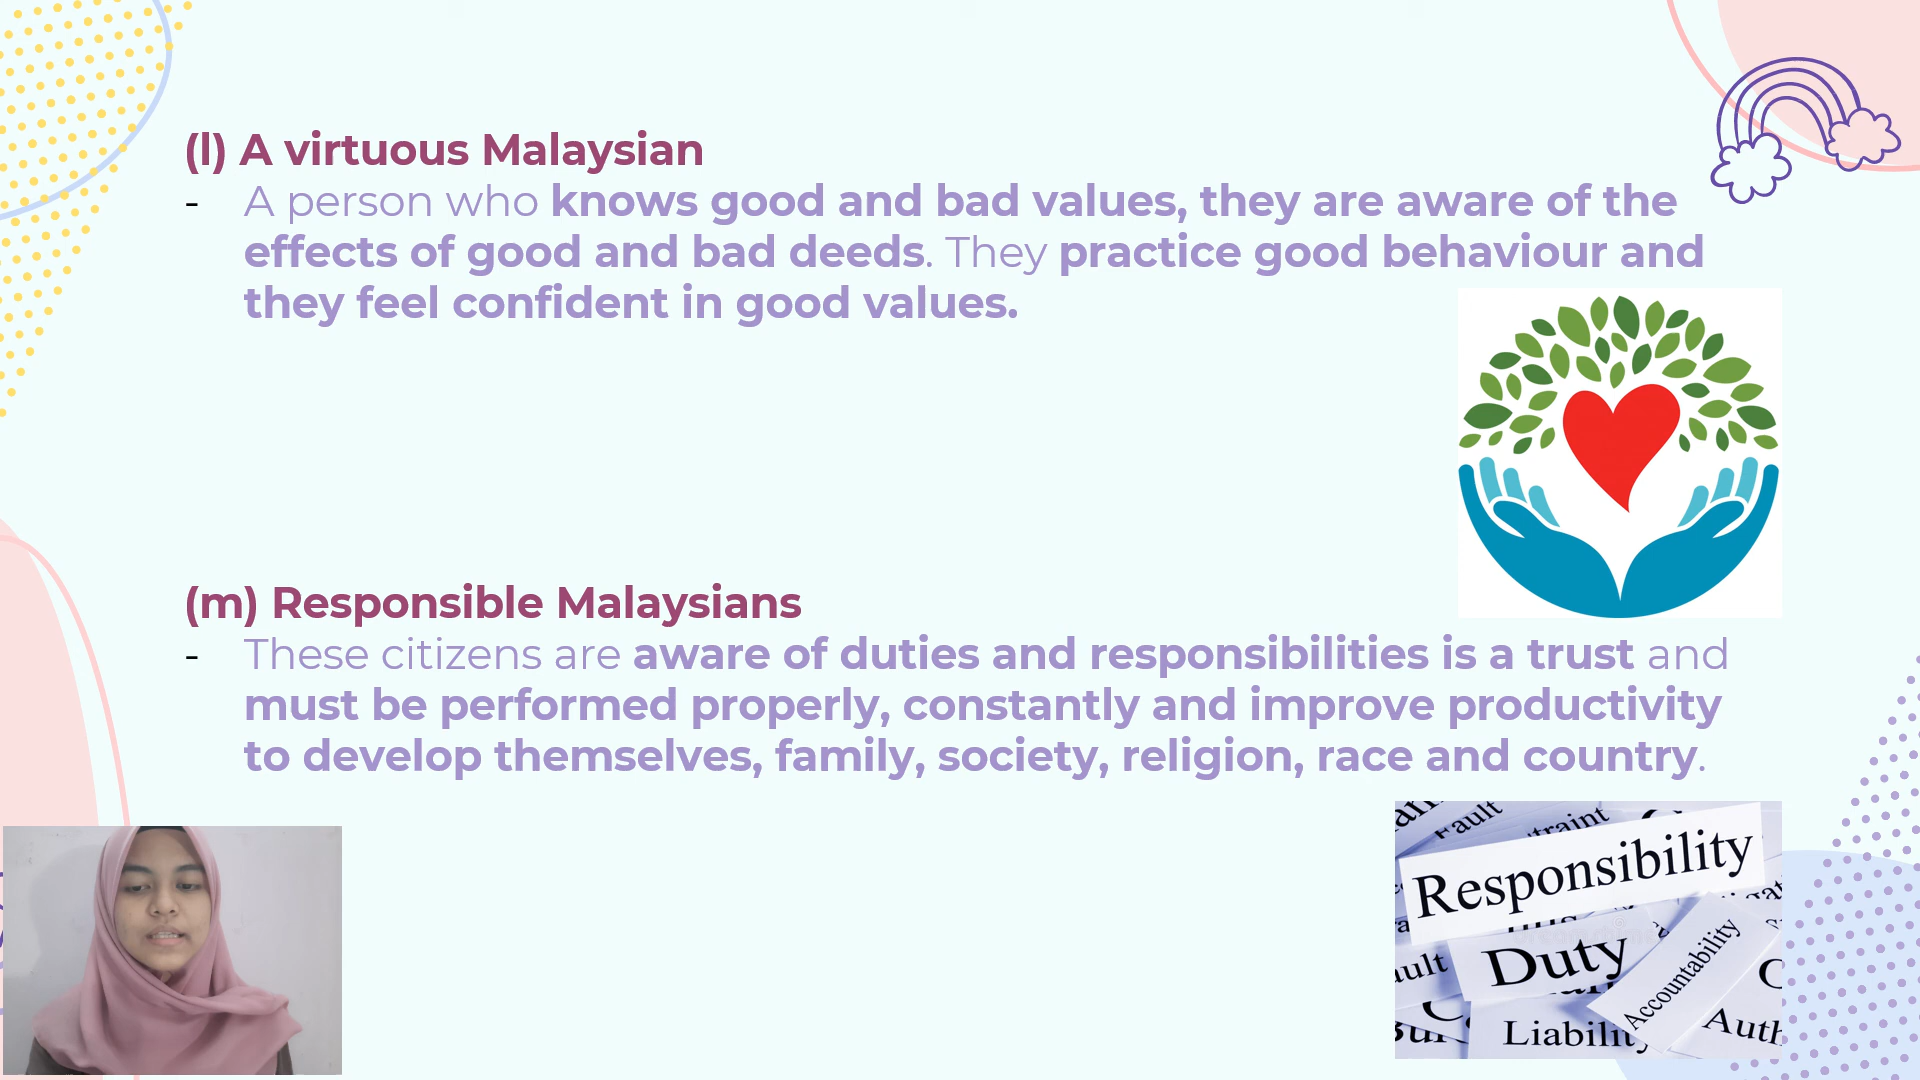 (l) A virtuous Malaysian
- A person who knows good and bad values, they are aware of the
effects of good and bad deeds. They practice good behaviour and
they feel confident in good values.
(m) Responsible Malaysians
- These citizens are aware of duties and responsibilities is a trust and
must be performed properly, constantly and improve productivity
to develop themselves, family, society, religion, race and country.
Fault
Responsibility
Duty
Accountability
Liability